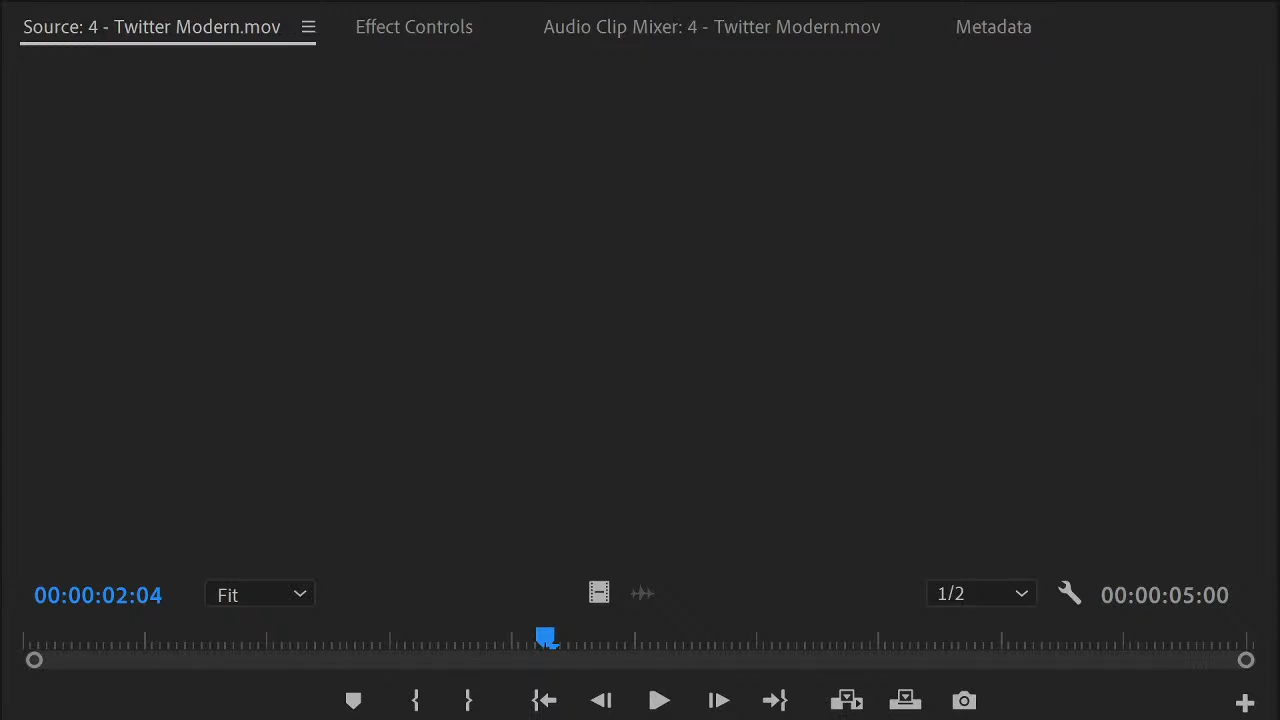 Source: 4 - Twitter Modern.mov
Effect Controls
Audio Clip Mixer: 4 - Twitter Modern.mov
Metadata
00:00:02:04
Fit
1/2
00:00:05:00